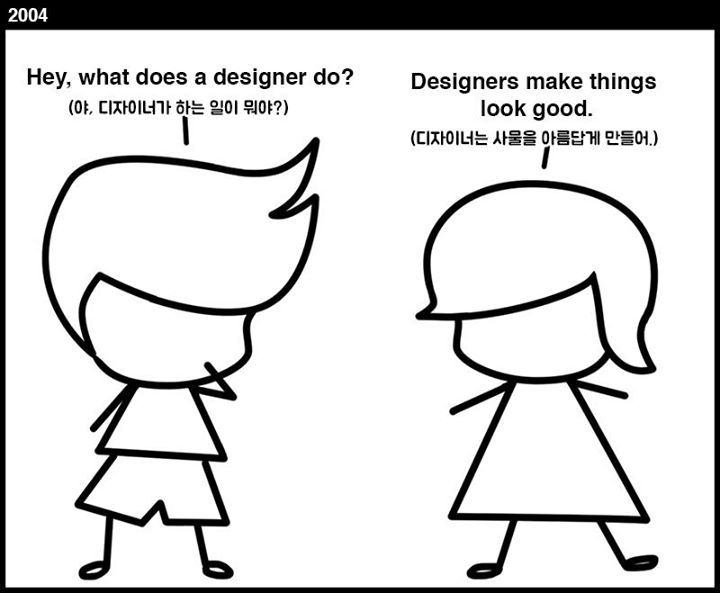 2004
Hey, what does a designer do?
(야, 디자이너가 하는 일이 뭐야?)
Designers make things
look good.
(디자이너는 사물을 아름답게 만들어.)